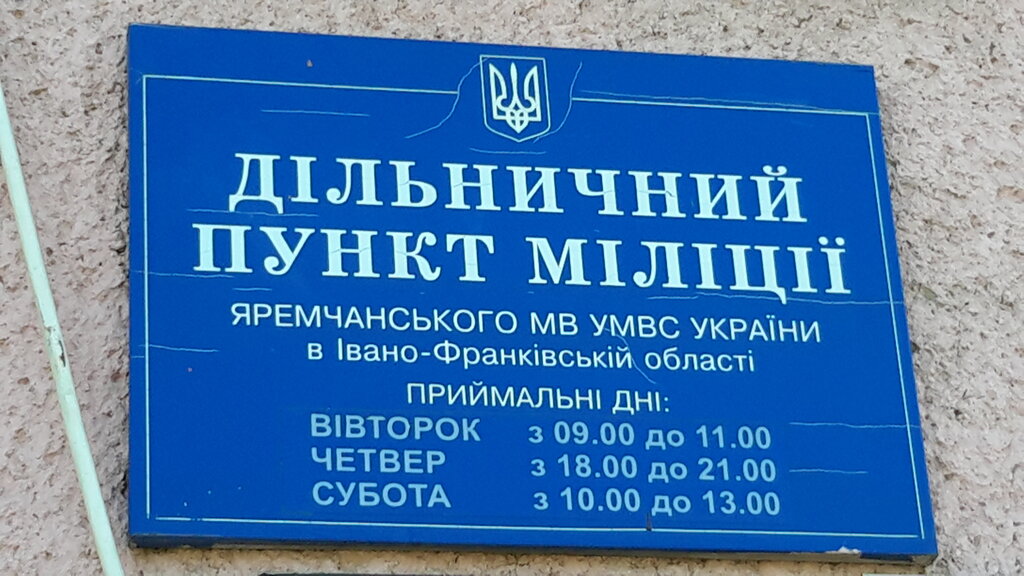 ДІЛЬНИЧНИЙ
ПУНКТ МІЛІЦІЇ
ЯРЕМЧАНСЬКОГО МВ УМВС УКРАЇНИ
в Івано-Франківській області
ПРИЙМАЛЬНІ ДНІ:
ВІВТОРОК з 09.00 до 11.00
ЧЕТВЕР з 18.00 до 21.00
СУБОТА з 10.00 до 13.00